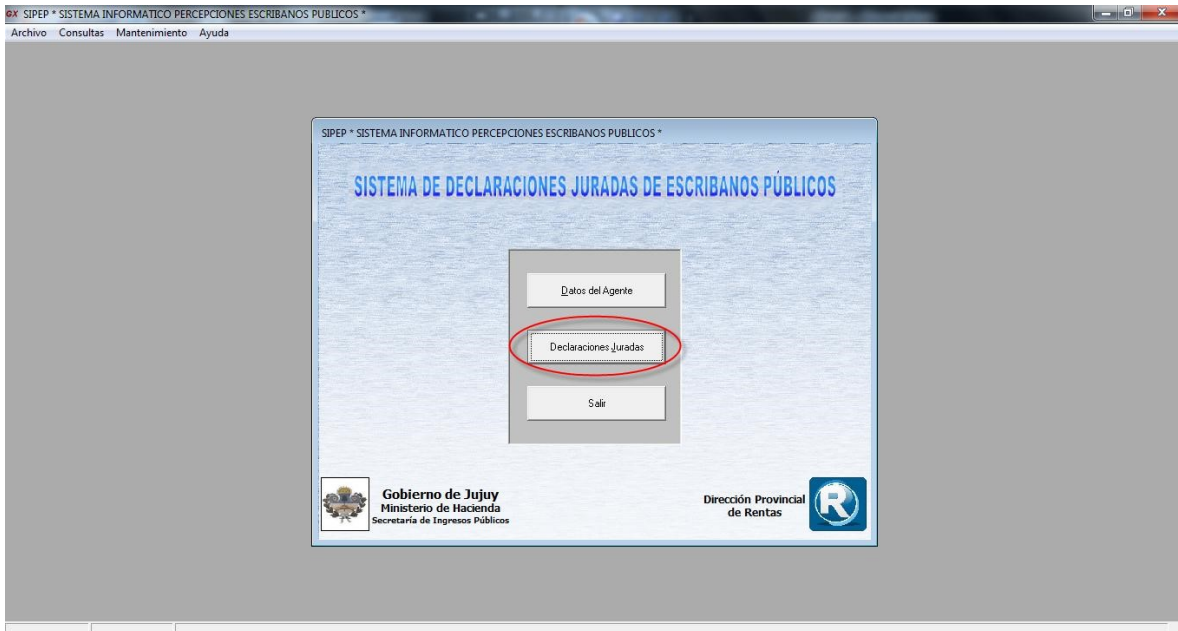 GX SIPEP * SISTEMA INFORMATICO PERCEPCIONES ESCRIBANOS PUBLICOS *
Archivo Consultas Mantenimiento Ayuda
SIPEP * SISTEMA INFORMATICO PERCEPCIONES ESCRIBANOS PUBLICOS *
SISTEMA DE DECLARACIONES JURADAS DE ESCRIBANOS PÚBLICOS
Datos del Agente
Declaraciones Juradas
Salir
Gobierno de Jujuy
Ministerio de Hacienda
Secretaría de Ingresos Públicos
Dirección Provincial
de Rentas
R